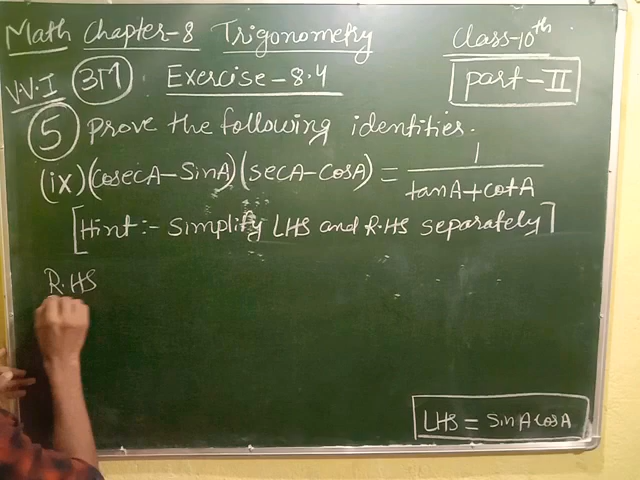 Math Chapter-8 Trigonometry Class-10th
V.V.I 3M Exercise-8.4 part-II
5 Prove the following identities.
(ix) (cosecA-SinA)(secA-CosA) = 1/(tanA+cotA)
[Hint:- Simplify LHS and R.HS separately]
R.HS
LHS = SinA cosA